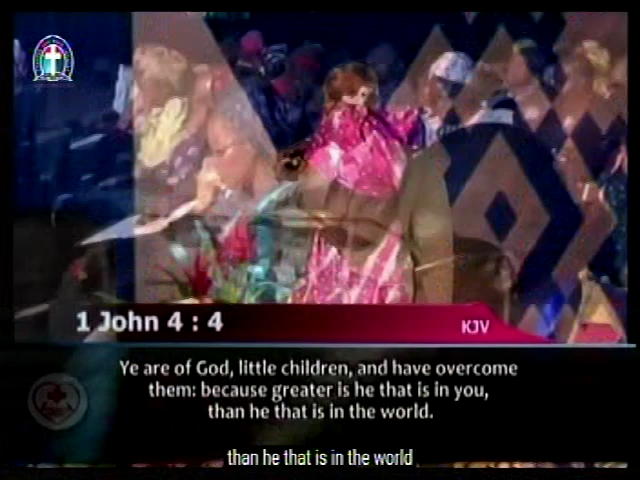 1 John 4 : 4
KJV
Ye are of God, little children, and have overcome
them: because greater is he that is in you,
than he that is in the world.
than he that is in the world